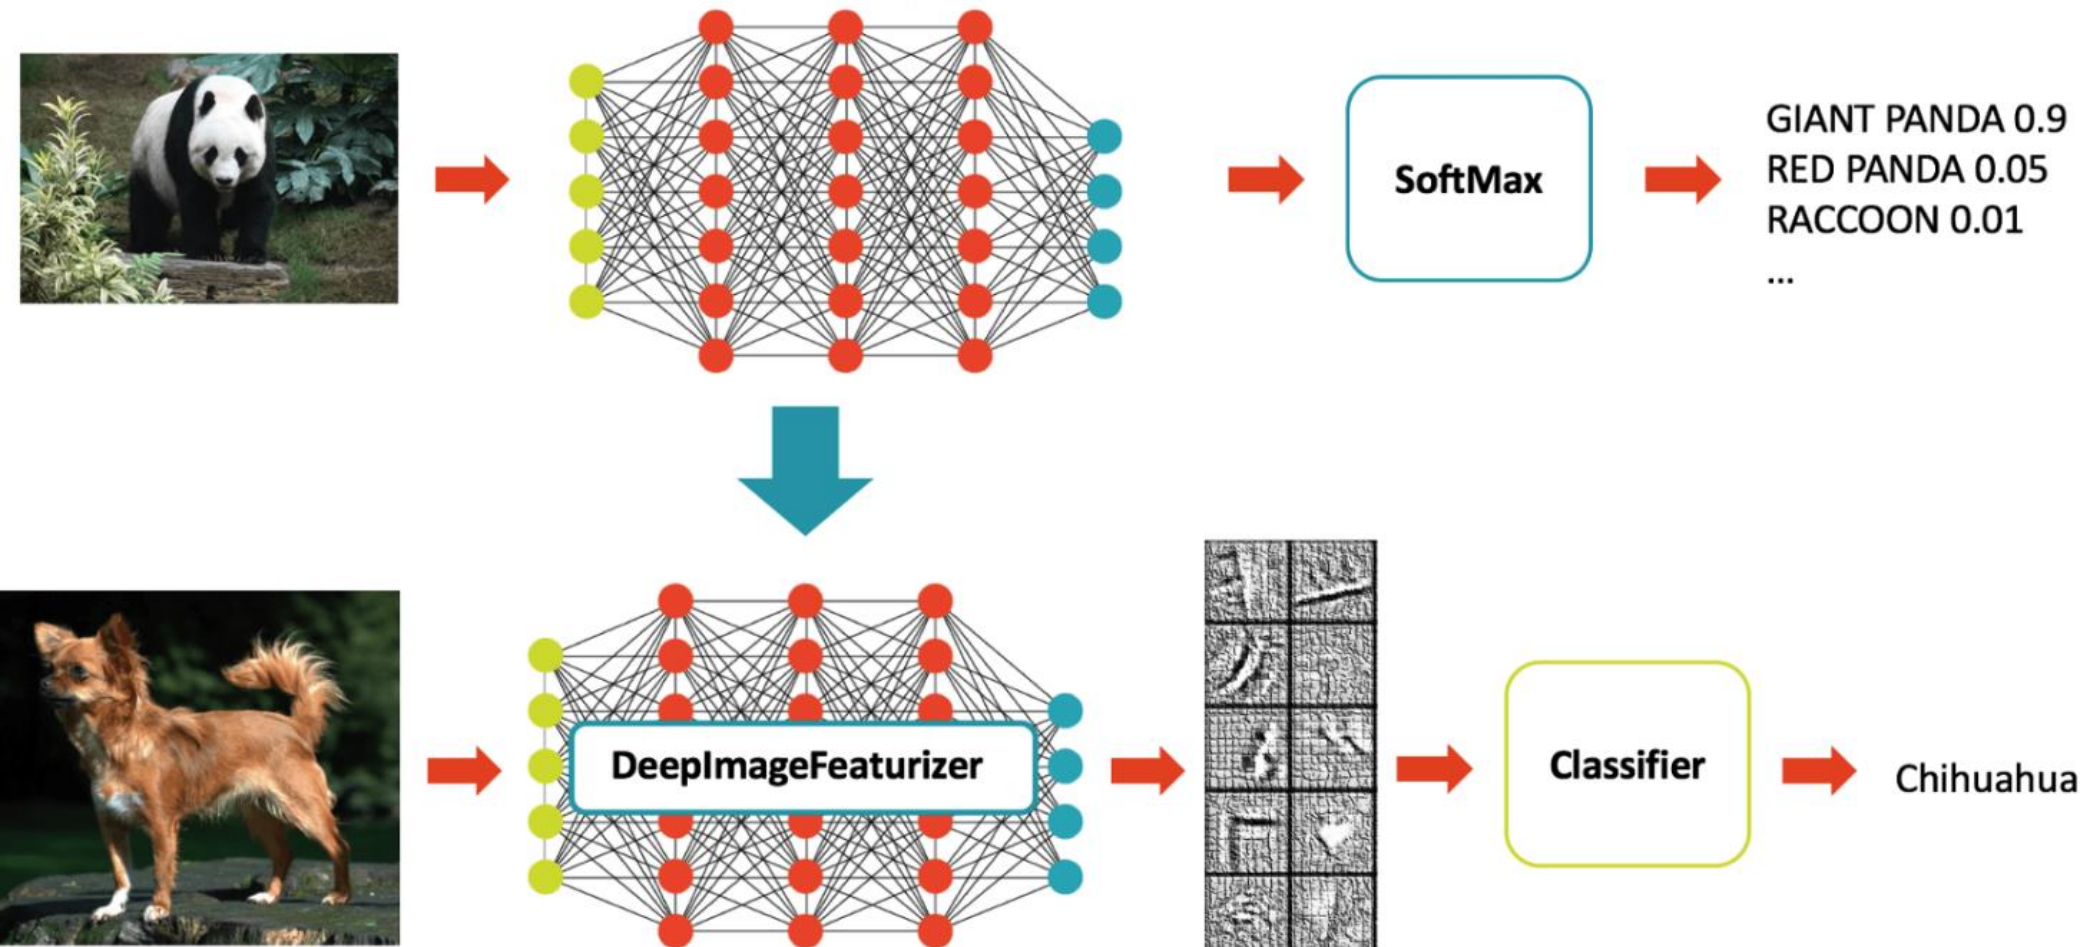 SoftMax
GIANT PANDA 0.9
RED PANDA 0.05
RACCOON 0.01
...
DeepImageFeaturizer
Classifier
Chihuahua